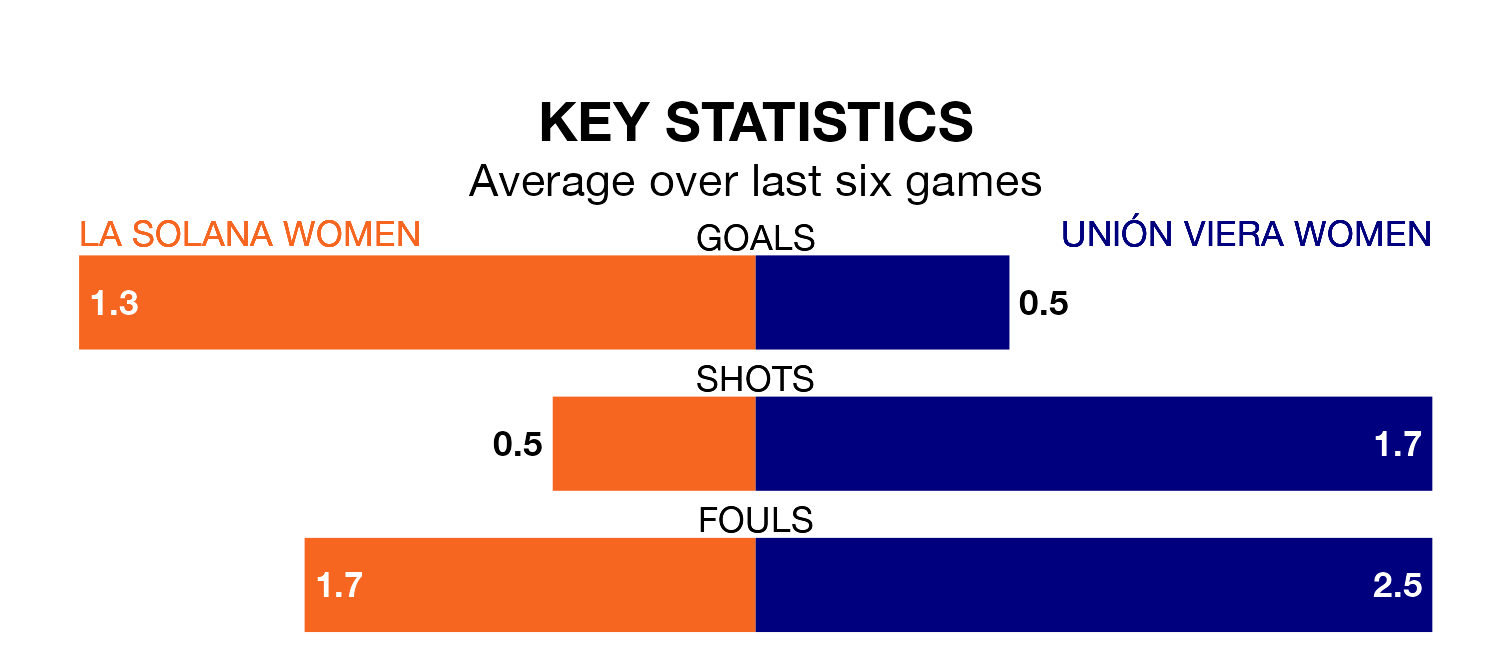 KEY STATISTICS
Average over last six games
LA SOLANA WOMEN
GOALS
UNIÓN VIERA WOMEN
1.3
0.5
SHOTS
0.5
1.7
FOULS
1.7
2.5